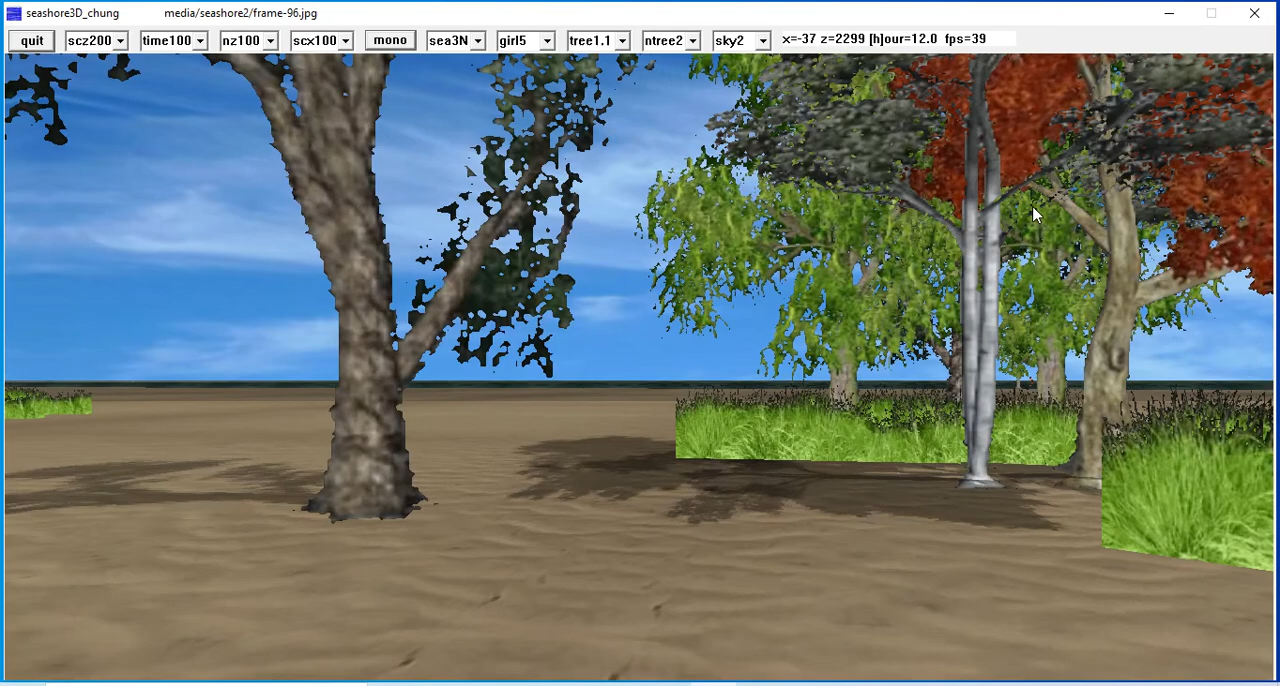 seashore3D_chung media/seashore2/frame-96.jpg
quit scz200 time100 nz100 scx100 mono sea3N girl5 tree1.1 ntree2 sky2 x=-37 z=2299 [h]our=12.0 fps=39